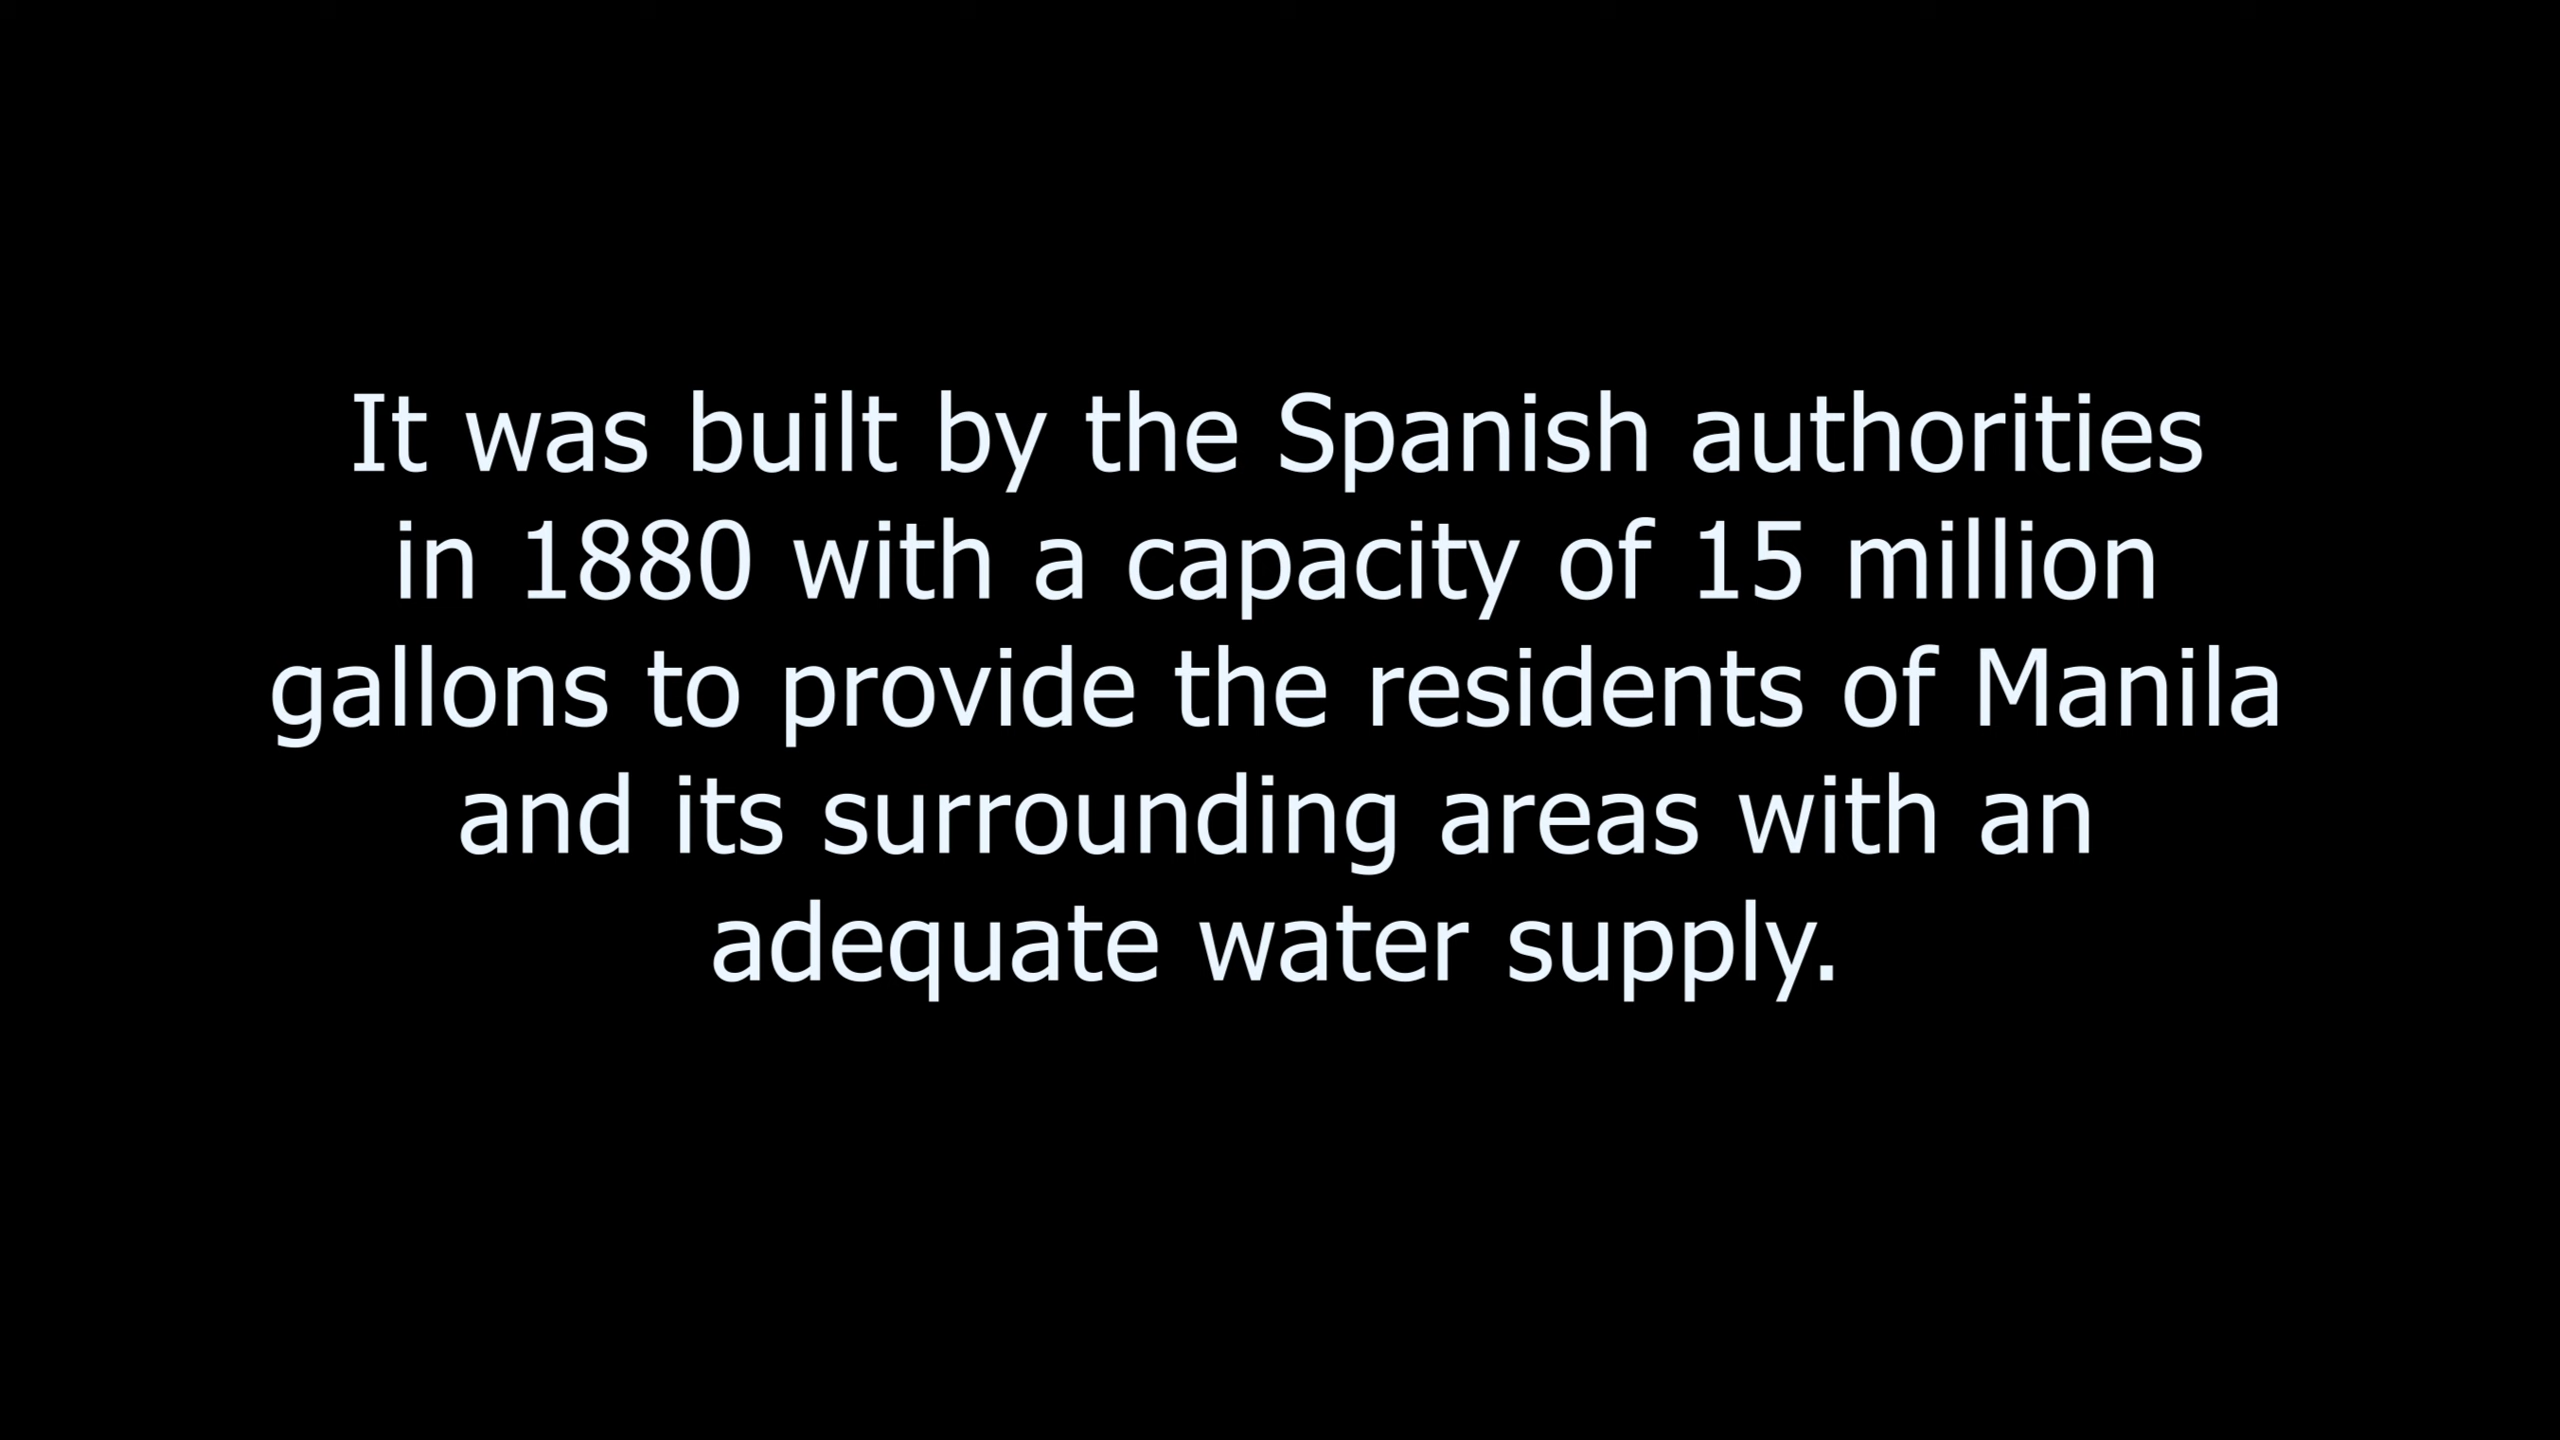 It was built by the Spanish authorities
in 1880 with a capacity of 15 million
gallons to provide the residents of Manila
and its surrounding areas with an
adequate water supply.